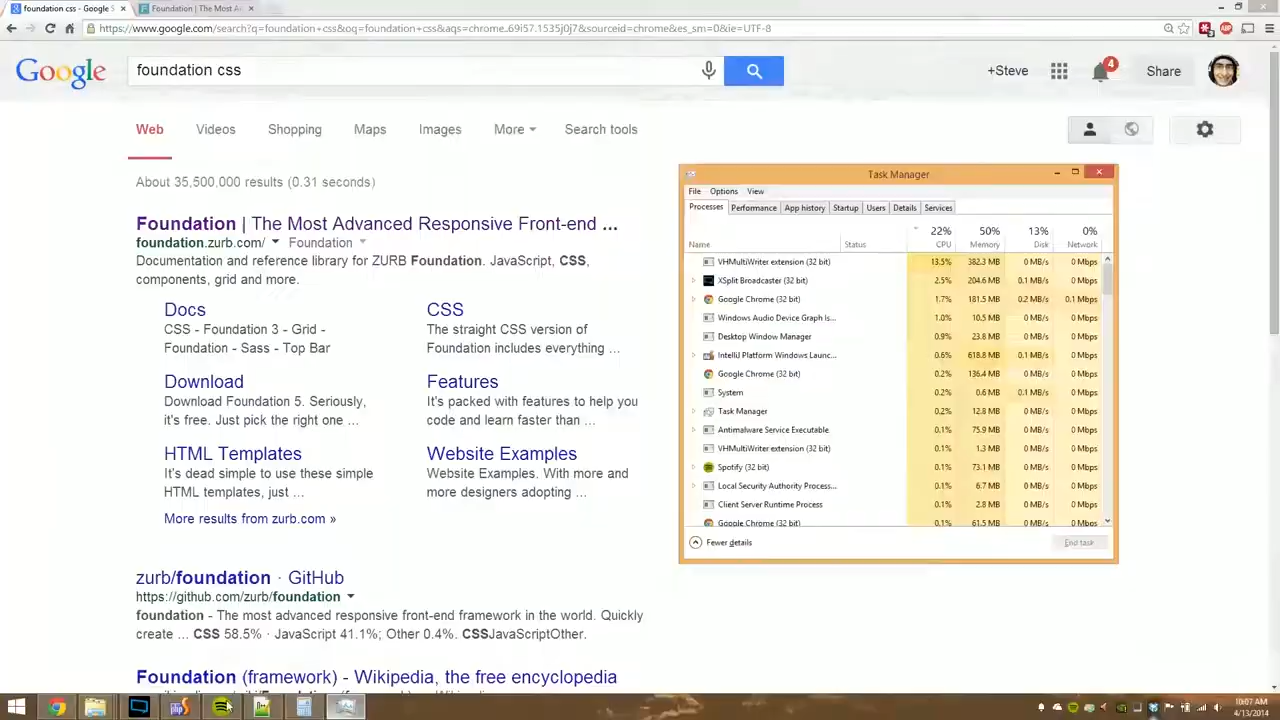 foundation css - Google S
Foundation | The Most Ad
https://www.google.com/search?q=foundation+css&oq=foundation+css&aqs=chrome..69i57.1535j0j7&sourceid=chrome&es_sm=0&ie=UTF-8
Google
foundation css
+Steve
4
Share
Web
Videos
Shopping
Maps
Images
More
Search tools
About 35,500,000 results (0.31 seconds)
Foundation | The Most Advanced Responsive Front-end ...
foundation.zurb.com/
Foundation
Documentation and reference library for ZURB Foundation. JavaScript, CSS,
components, grid and more.
Docs
CSS - Foundation 3 - Grid -
Foundation - Sass - Top Bar
CSS
The straight CSS version of
Foundation includes everything ...
Download
Download Foundation 5. Seriously,
it's free. Just pick the right one ...
Features
It's packed with features to help you
code and learn faster than ...
HTML Templates
It's dead simple to use these simple
HTML templates, just ...
Website Examples
Website Examples. With more and
more designers adopting ...
More results from zurb.com »
zurb/foundation · GitHub
https://github.com/zurb/foundation
foundation - The most advanced responsive front-end framework in the world. Quickly
create ... CSS 58.5% · JavaScript 41.1%; Other 0.4%. CSSJavaScriptOther.
Foundation (framework) - Wikipedia, the free encyclopedia
Task Manager
File Options View
Processes Performance App history Startup Users Details Services
22% 50% 13% 0%
Name Status CPU Memory Disk Network
VHMultiWriter extension (32 bit) 13.5% 382.3 MB 0 MB/s 0 Mbps
XSplit Broadcaster (32 bit) 2.5% 204.6 MB 0.1 MB/s 0 Mbps
Google Chrome (32 bit) 1.7% 181.5 MB 0.2 MB/s 0.1 Mbps
Windows Audio Device Graph Is... 1.0% 10.5 MB 0 MB/s 0 Mbps
Desktop Window Manager 0.9% 23.8 MB 0 MB/s 0 Mbps
IntelliJ Platform Windows Launc... 0.6% 618.8 MB 0.1 MB/s 0 Mbps
Google Chrome (32 bit) 0.2% 136.4 MB 0 MB/s 0 Mbps
System 0.2% 0.6 MB 0.1 MB/s 0 Mbps
Task Manager 0.2% 12.8 MB 0 MB/s 0 Mbps
Antimalware Service Executable 0.1% 75.9 MB 0 MB/s 0 Mbps
VHMultiWriter extension (32 bit) 0.1% 1.3 MB 0 MB/s 0 Mbps
Spotify (32 bit) 0.1% 73.1 MB 0 MB/s 0 Mbps
Local Security Authority Process... 0.1% 6.7 MB 0 MB/s 0 Mbps
Client Server Runtime Process 0.1% 2.8 MB 0 MB/s 0 Mbps
Google Chrome (32 bit) 0.1% 61.5 MB 0 MB/s 0 Mbps
Fewer details
End task
10:07 AM
4/13/2014